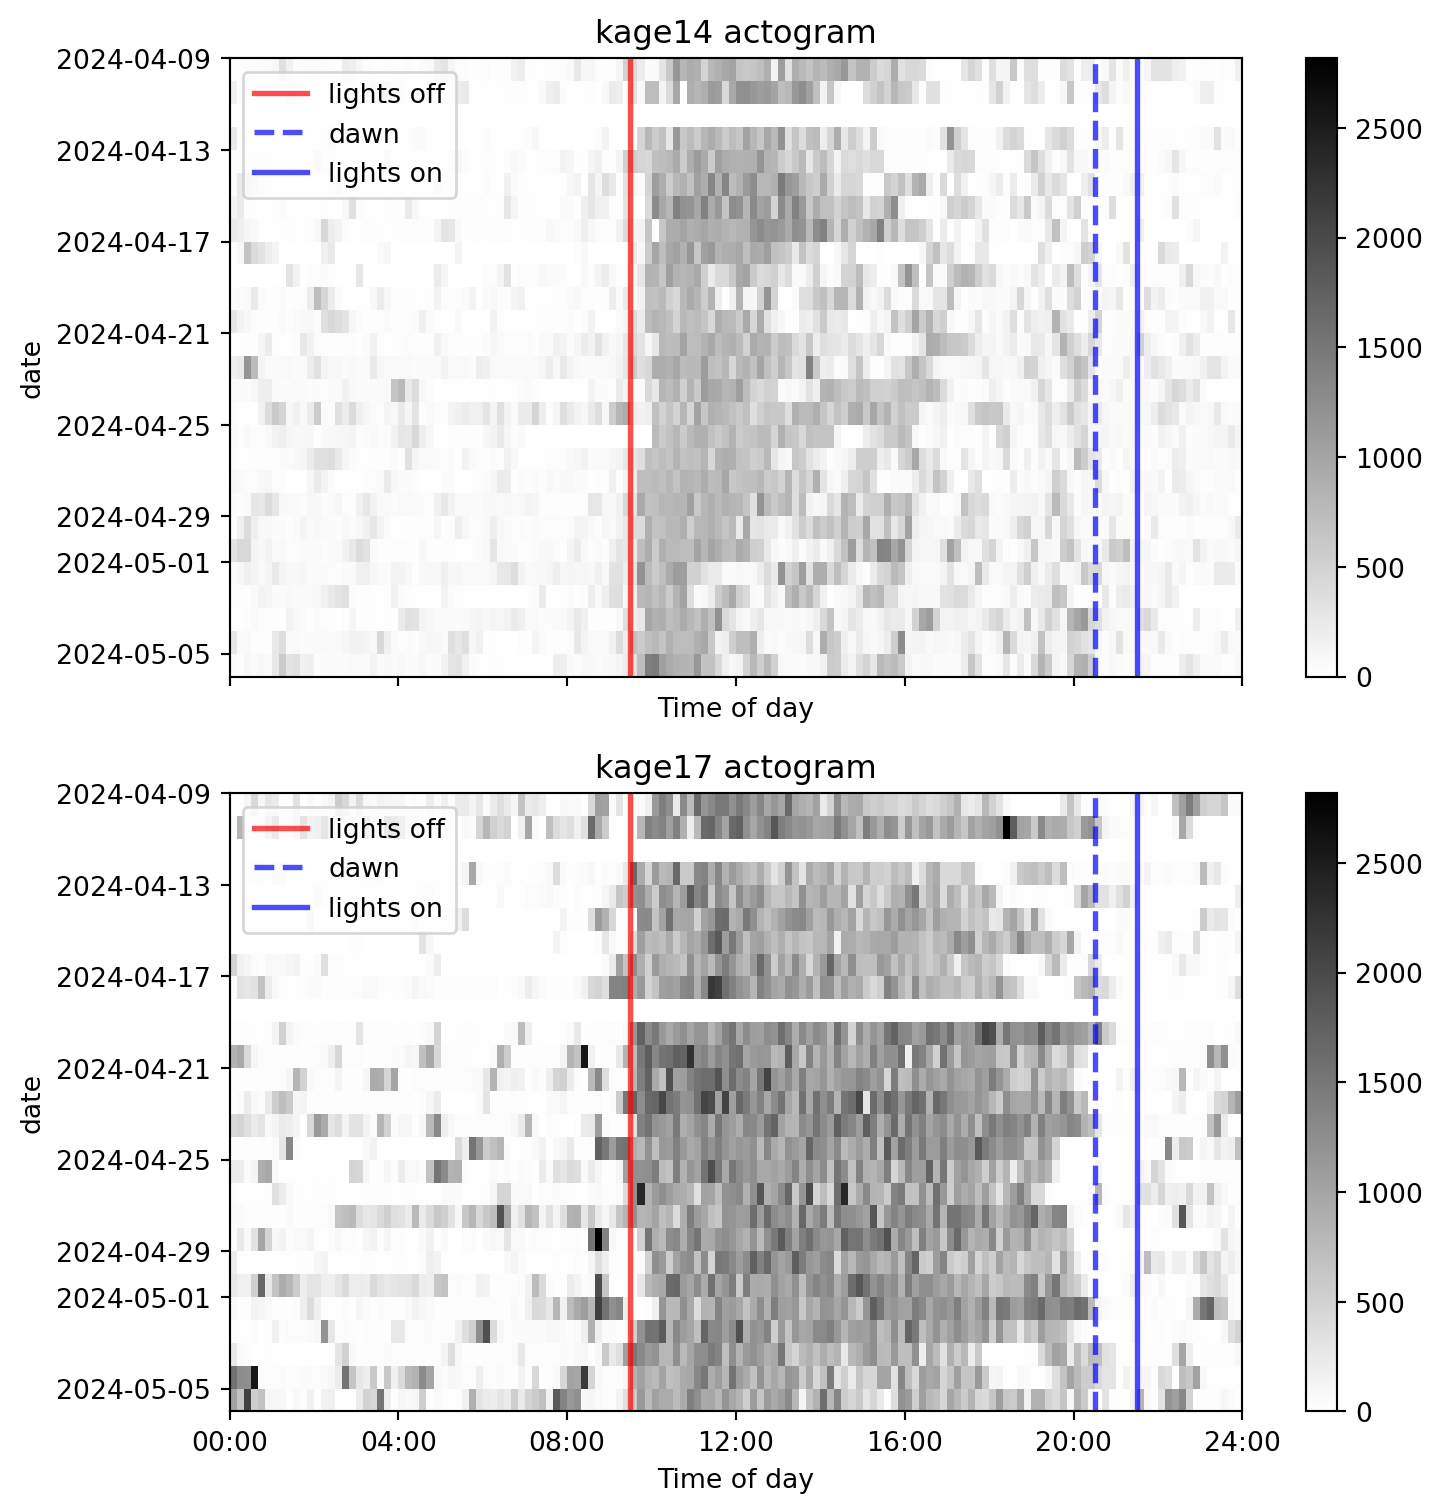 kage14 actogram
2024-04-09
2024-04-13
2024-04-17
2024-04-21
2024-04-25
2024-04-29
2024-05-01
2024-05-05
date
lights off
dawn
lights on
Time of day
2500
2000
1500
1000
500
0
kage17 actogram
2024-04-09
2024-04-13
2024-04-17
2024-04-21
2024-04-25
2024-04-29
2024-05-01
2024-05-05
date
lights off
dawn
lights on
00:00 04:00 08:00 12:00 16:00 20:00 24:00
Time of day
2500
2000
1500
1000
500
0